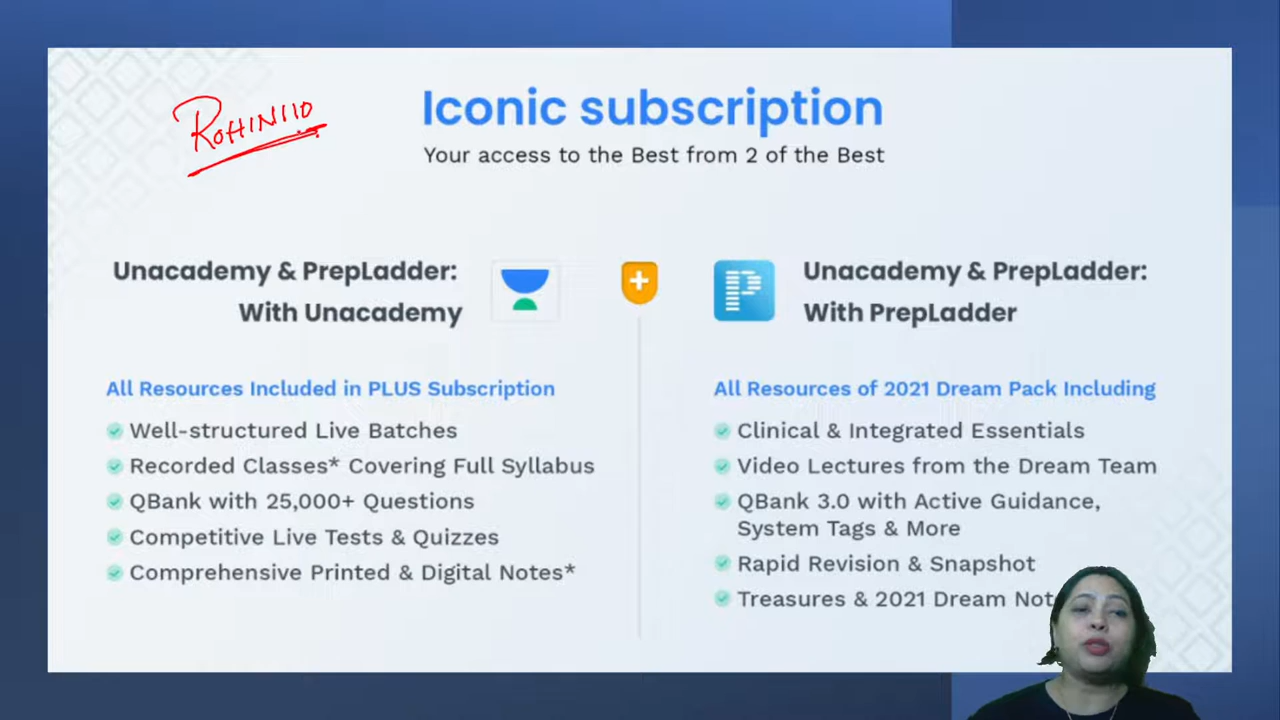 ROHINI10
Iconic subscription
Your access to the Best from 2 of the Best
Unacademy & PrepLadder:
With Unacademy
Unacademy & PrepLadder:
With PrepLadder
All Resources Included in PLUS Subscription
Well-structured Live Batches
Recorded Classes* Covering Full Syllabus
QBank with 25,000+ Questions
Competitive Live Tests & Quizzes
Comprehensive Printed & Digital Notes*
All Resources of 2021 Dream Pack Including
Clinical & Integrated Essentials
Video Lectures from the Dream Team
QBank 3.0 with Active Guidance,
System Tags & More
Rapid Revision & Snapshot
Treasures & 2021 Dream